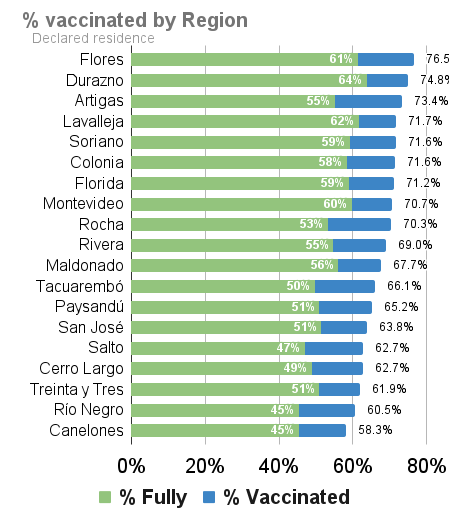 % vaccinated by Region
Declared residence
Flores 61% 76.5
Durazno 64% 74.8%
Artigas 55% 73.4%
Lavalleja 62% 71.7%
Soriano 59% 71.6%
Colonia 58% 71.6%
Florida 59% 71.2%
Montevideo 60% 70.7%
Rocha 53% 70.3%
Rivera 55% 69.0%
Maldonado 56% 67.7%
Tacuarembó 50% 66.1%
Paysandú 51% 65.2%
San José 51% 63.8%
Salto 47% 62.7%
Cerro Largo 49% 62.7%
Treinta y Tres 51% 61.9%
Río Negro 45% 60.5%
Canelones 45% 58.3%
0% 20% 40% 60% 80%
% Fully % Vaccinated